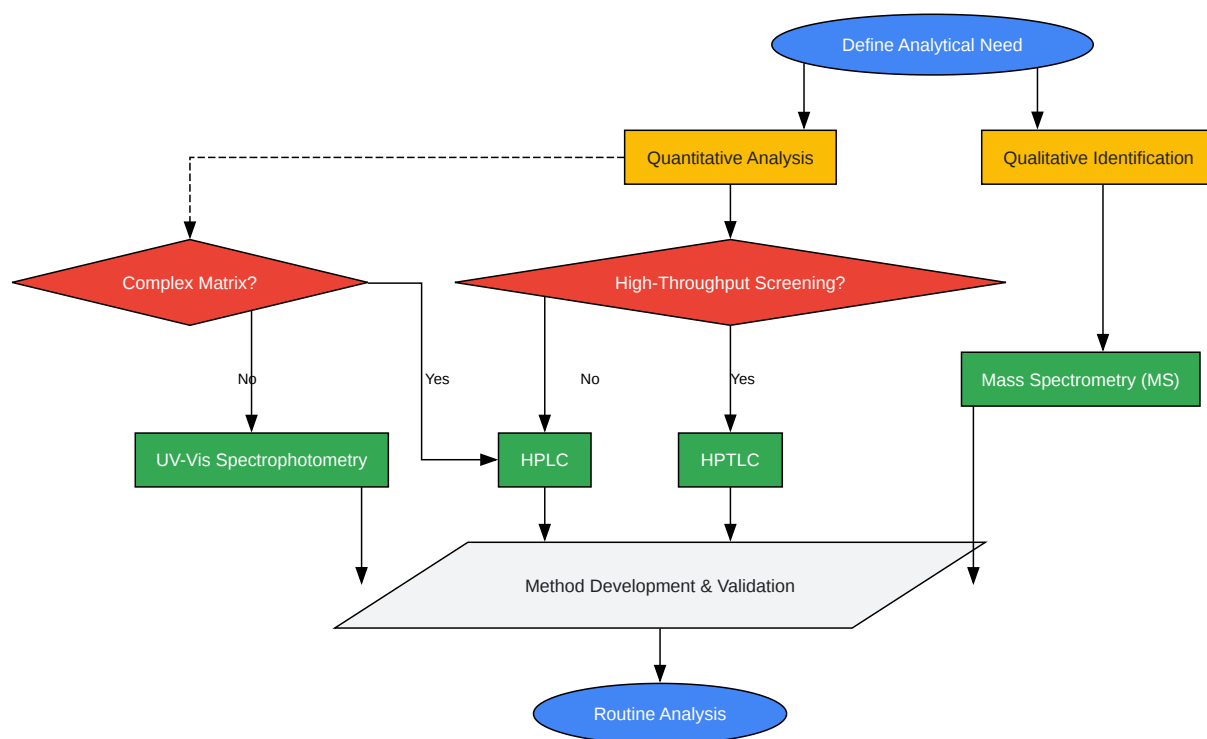 Define Analytical Need
Quantitative Analysis
Qualitative Identification
Complex Matrix?
High-Throughput Screening?
No
Yes
No
Yes
Mass Spectrometry (MS)
UV-Vis Spectrophotometry
HPLC
HPTLC
Method Development & Validation
Routine Analysis